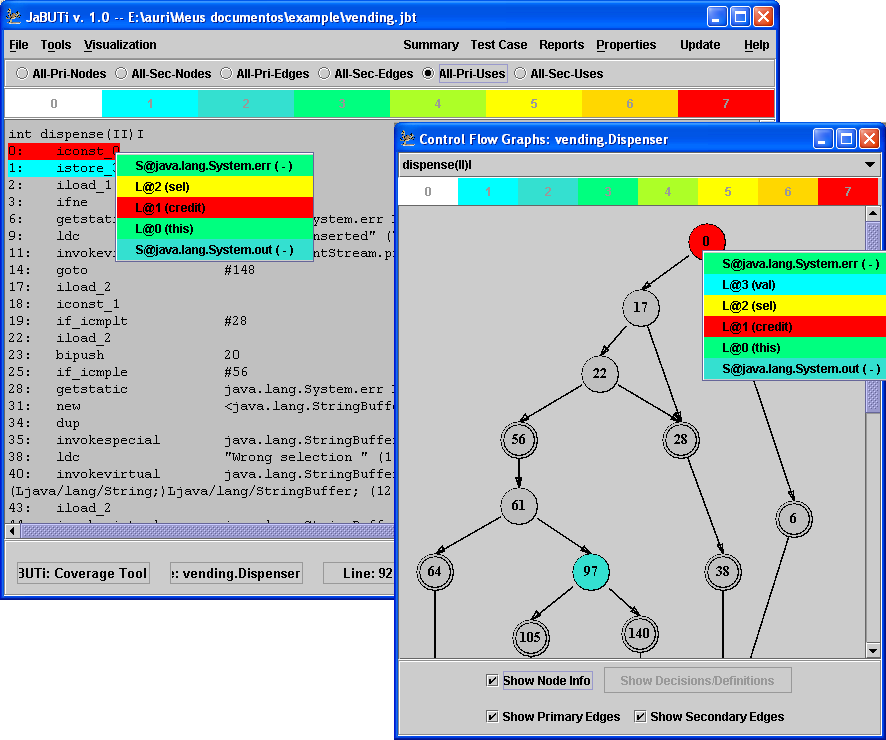 JaBUTi v. 1.0 -- E:\auri\Meus documentos\example\vending.jbt
File Tools Visualization Summary Test Case Reports Properties Update Help
All-Pri-Nodes All-Sec-Nodes All-Pri-Edges All-Sec-Edges All-Pri-Uses All-Sec-Uses
0 1 2 3 4 5 6 7
int dispense(II)I
0: iconst_0
1: istore_3
2: iload_1
3: ifne
6: getstatic ystem.err
9: ldc nserted" ("
11: invokevi ntStream.pr
14: goto #148
17: iload_2
18: iconst_1
19: if_icmplt #28
22: iload_2
23: bipush 20
25: if_icmple #56
28: getstatic java.lang.System.err
31: new <java.lang.StringBuffe
34: dup
35: invokespecial java.lang.StringBuffer
38: ldc "Wrong selection " (1
40: invokevirtual java.lang.StringBuffer
(Ljava/lang/String;)Ljava/lang/StringBuffer; (12
43: iload_2
S@java.lang.System.err ( - )
L@2 (sel)
L@1 (credit)
L@0 (this)
S@java.lang.System.out ( - )
BUTi: Coverage Tool
e: vending.Dispenser
Line: 92
Control Flow Graphs: vending.Dispenser
dispense(II)I
0 1 2 3 4 5 6 7
0
S@java.lang.System.err ( - )
L@3 (val)
L@2 (sel)
L@1 (credit)
L@0 (this)
S@java.lang.System.out ( - )
17
22
56 28
61 6
64 97 38
105 140
Show Node Info Show Decisions/Definitions
Show Primary Edges Show Secondary Edges